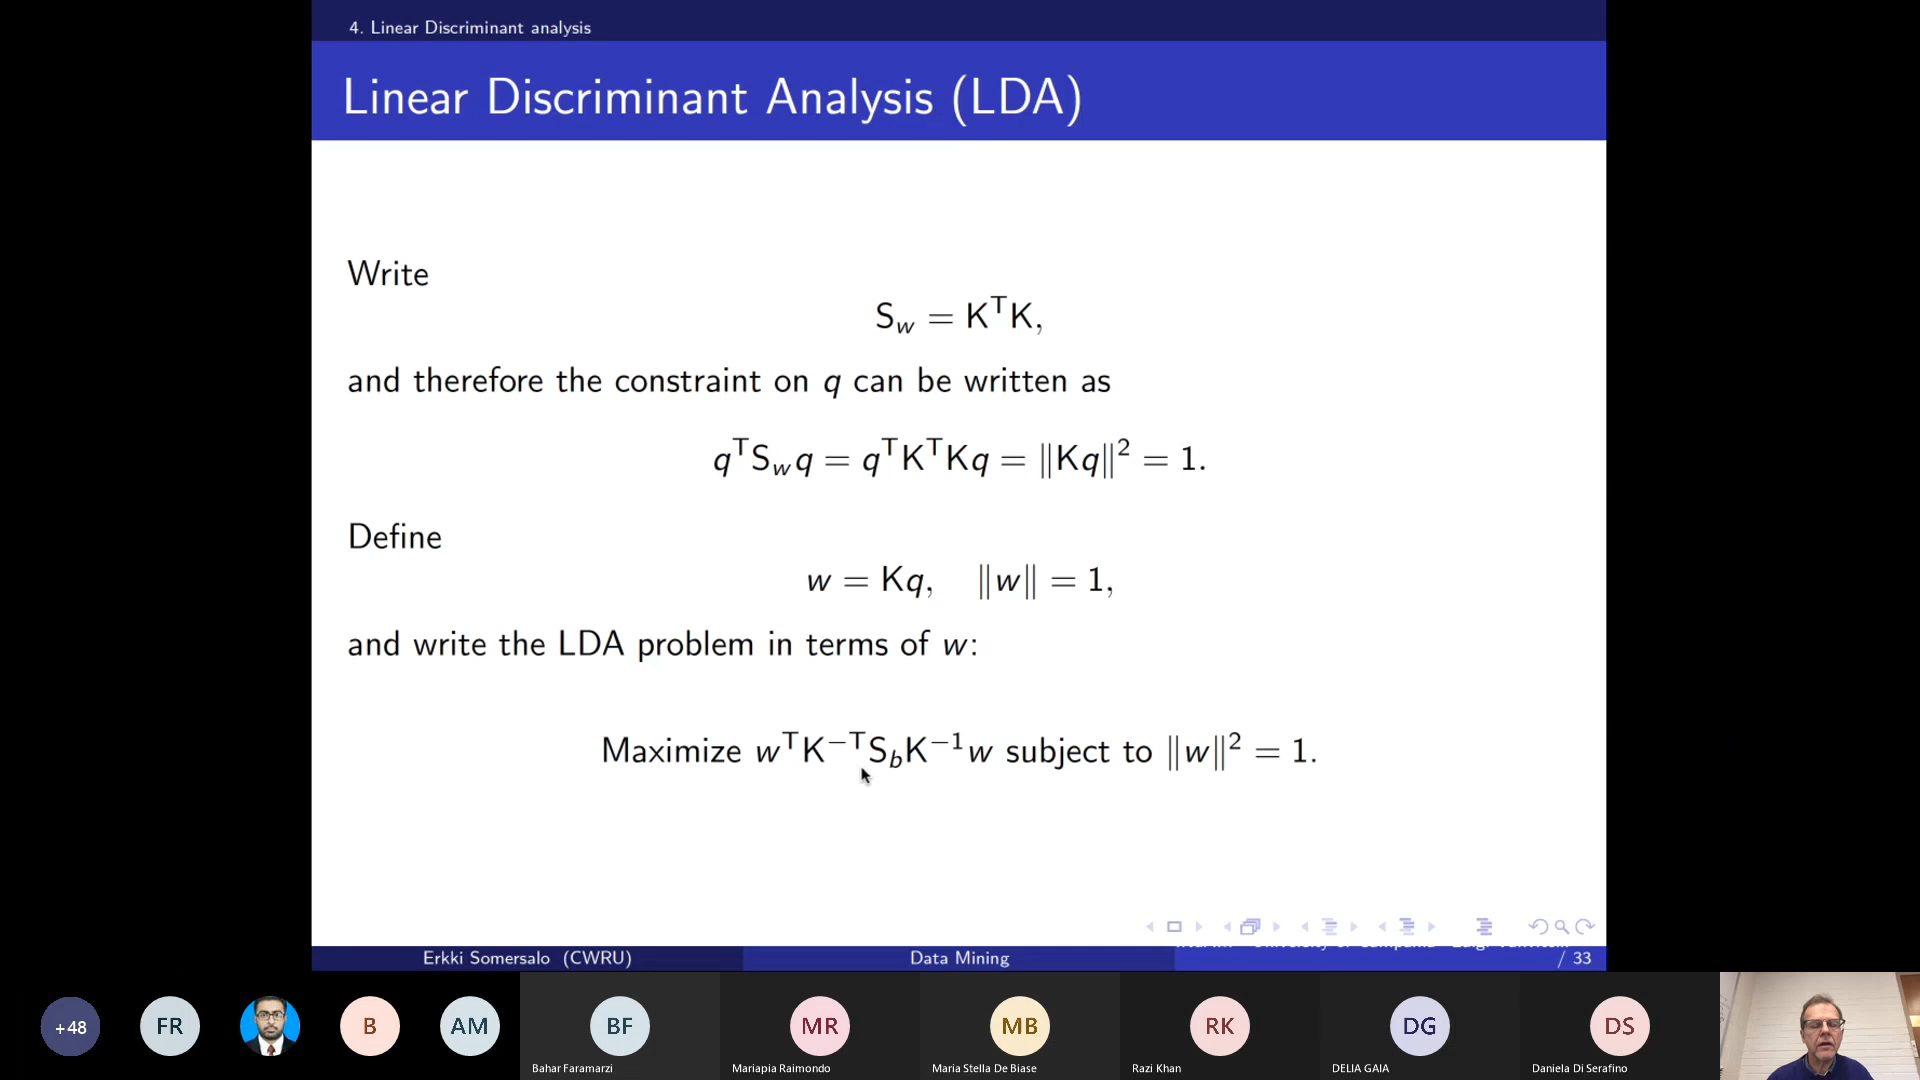 4. Linear Discriminant analysis
Linear Discriminant Analysis (LDA)
Write
S_w = K^T K,
and therefore the constraint on q can be written as
q^T S_w q = q^T K^T K q = ‖Kq‖² = 1.
Define
w = Kq, ‖w‖ = 1,
and write the LDA problem in terms of w:
Maximize w^T K^{-T} S_b K^{-1} w subject to ‖w‖² = 1.
Erkki Somersalo (CWRU)
Data Mining
/ 33
+48
FR
B
AM
BF
MR
MB
RK
DG
DS
Bahar Faramarzi
Mariapia Raimondo
Maria Stella De Biase
Razi Khan
DELIA GAIA
Daniela Di Serafino